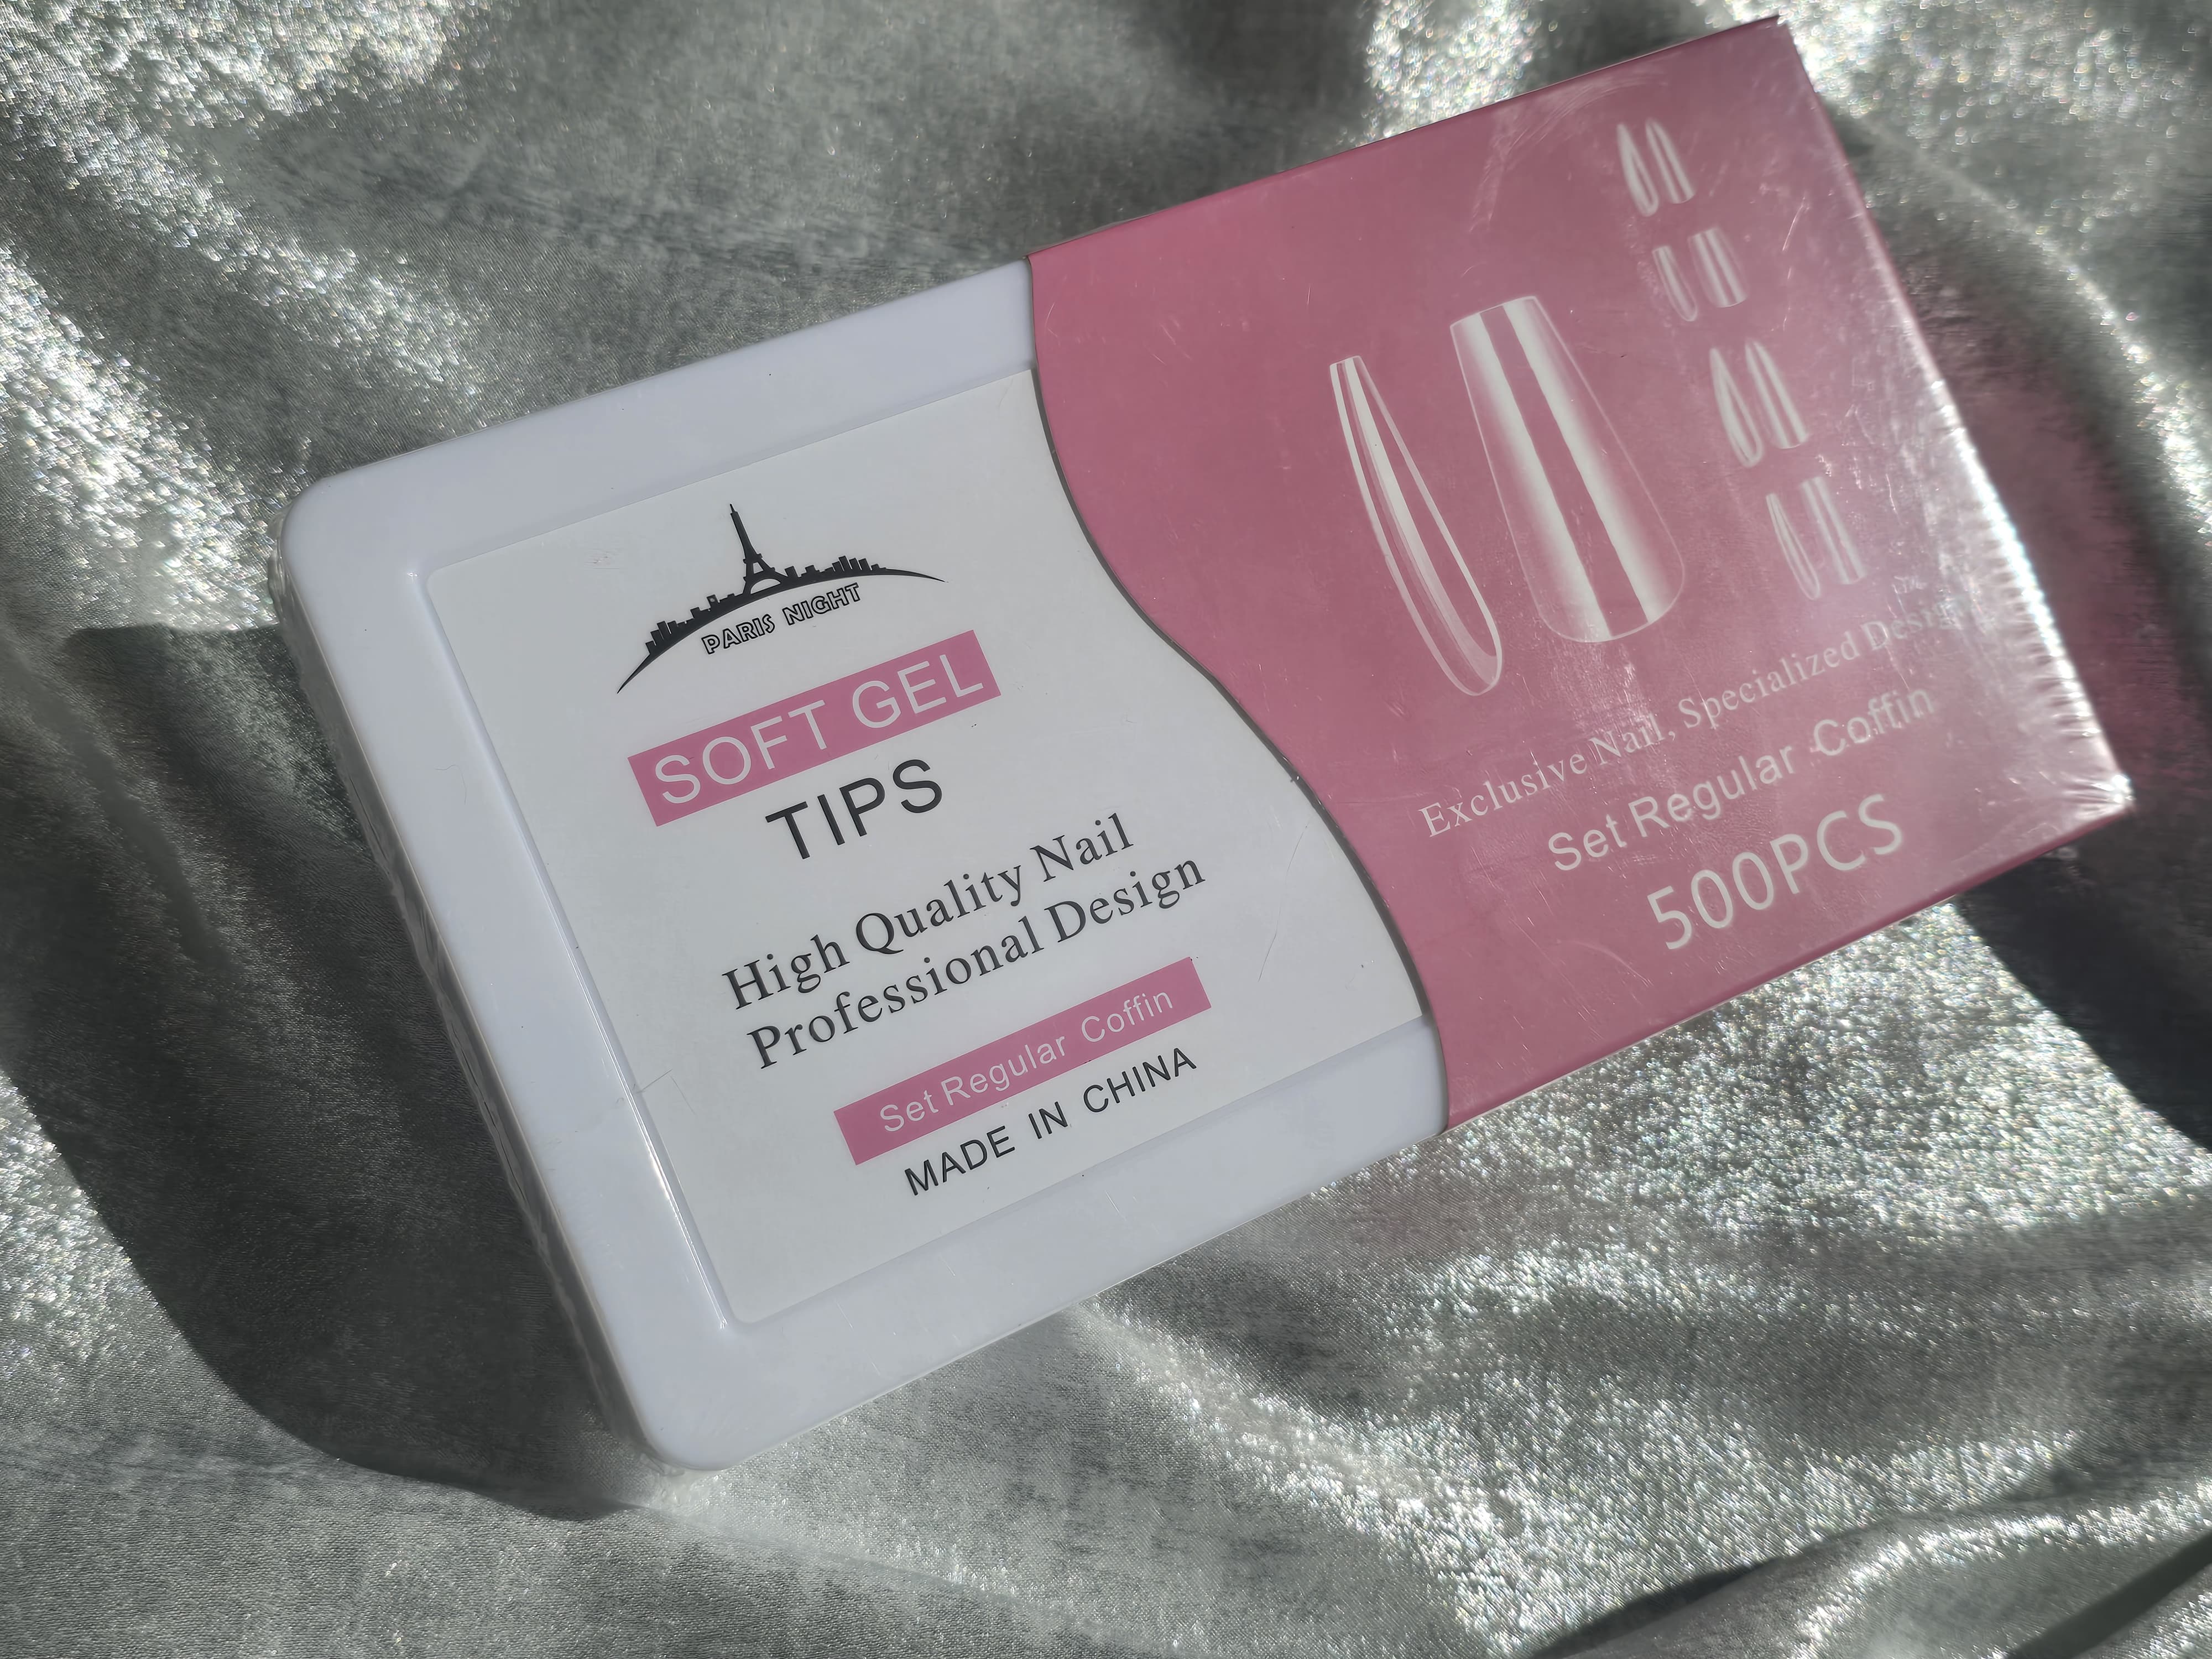 PARIS NIGHT
SOFT GEL
TIPS
High Quality Nail
Professional Design
Set Regular Coffin
MADE IN CHINA
Exclusive Nail, Specialized Design
Set Regular Coffin
500PCS